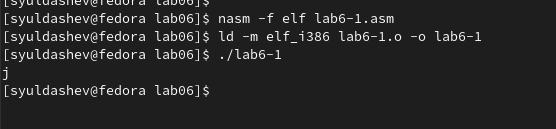 [syuldashev@fedora lab06]$ nasm -f elf lab6-1.asm
[syuldashev@fedora lab06]$ ld -m elf_i386 lab6-1.o -o lab6-1
[syuldashev@fedora lab06]$ ./lab6-1
j
[syuldashev@fedora lab06]$